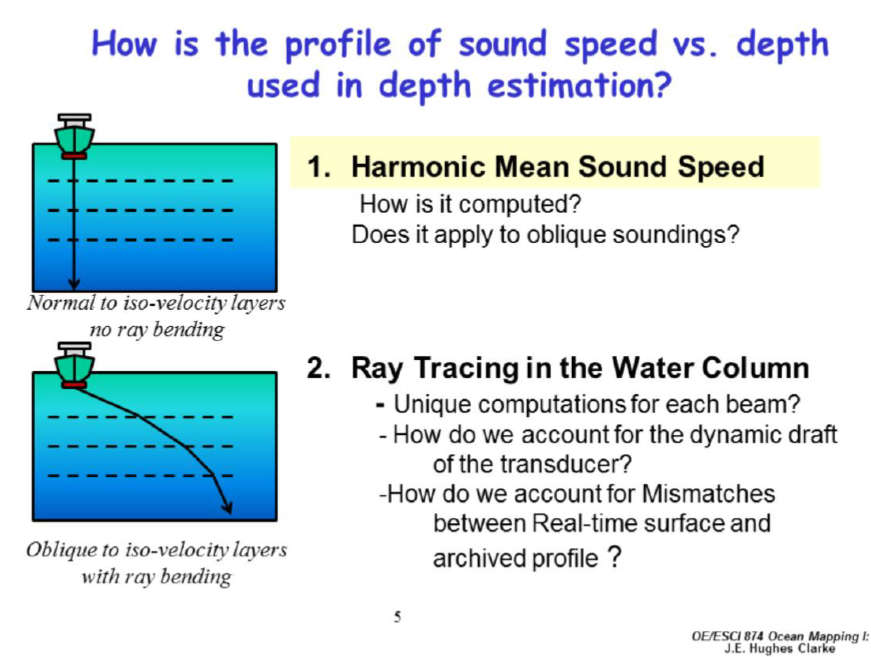 How is the profile of sound speed vs. depth
used in depth estimation?
1. Harmonic Mean Sound Speed
How is it computed?
Does it apply to oblique soundings?
Normal to iso-velocity layers
no ray bending
2. Ray Tracing in the Water Column
- Unique computations for each beam?
- How do we account for the dynamic draft
of the transducer?
-How do we account for Mismatches
between Real-time surface and
archived profile ?
Oblique to iso-velocity layers
with ray bending
5
OE/ESCI 874 Ocean Mapping I:
J.E. Hughes Clarke